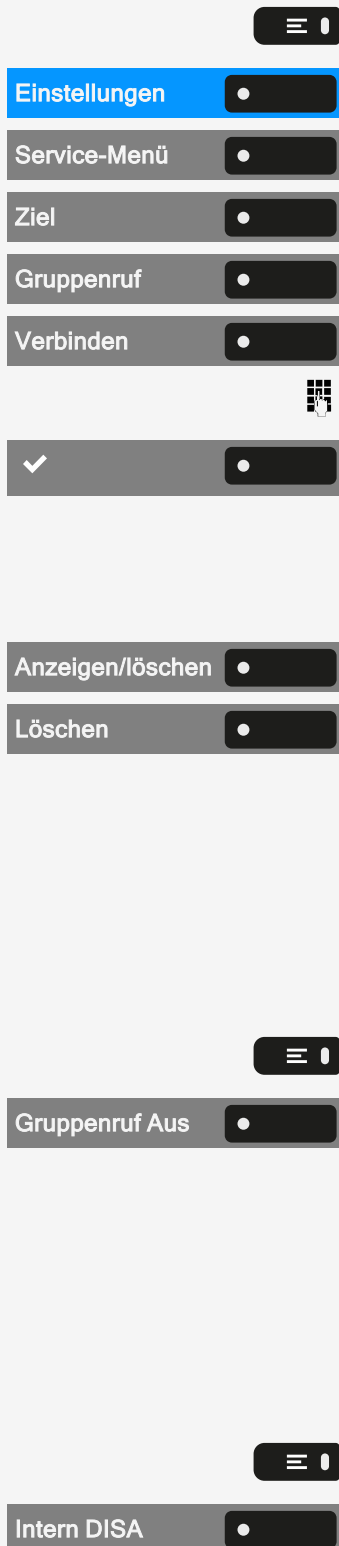 Einstellungen
Service-Menü
Ziel
Gruppenruf
Verbinden
Anzeigen/löschen
Löschen
Gruppenruf Aus
Intern DISA